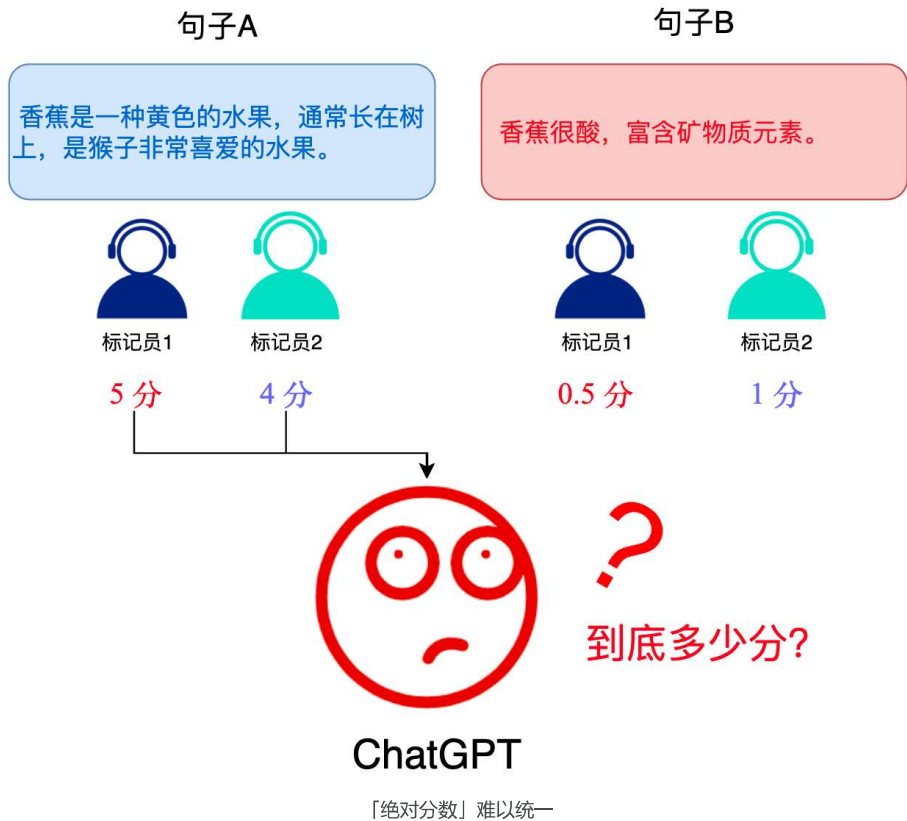 句子A
句子B
香蕉是一种黄色的水果，通常长在树
上，是猴子非常喜爱的水果。
香蕉很酸，富含矿物质元素。
标记员1
标记员2
标记员1
标记员2
5 分
4 分
0.5 分
1 分
?
到底多少分?
ChatGPT
「绝对分数」难以统一